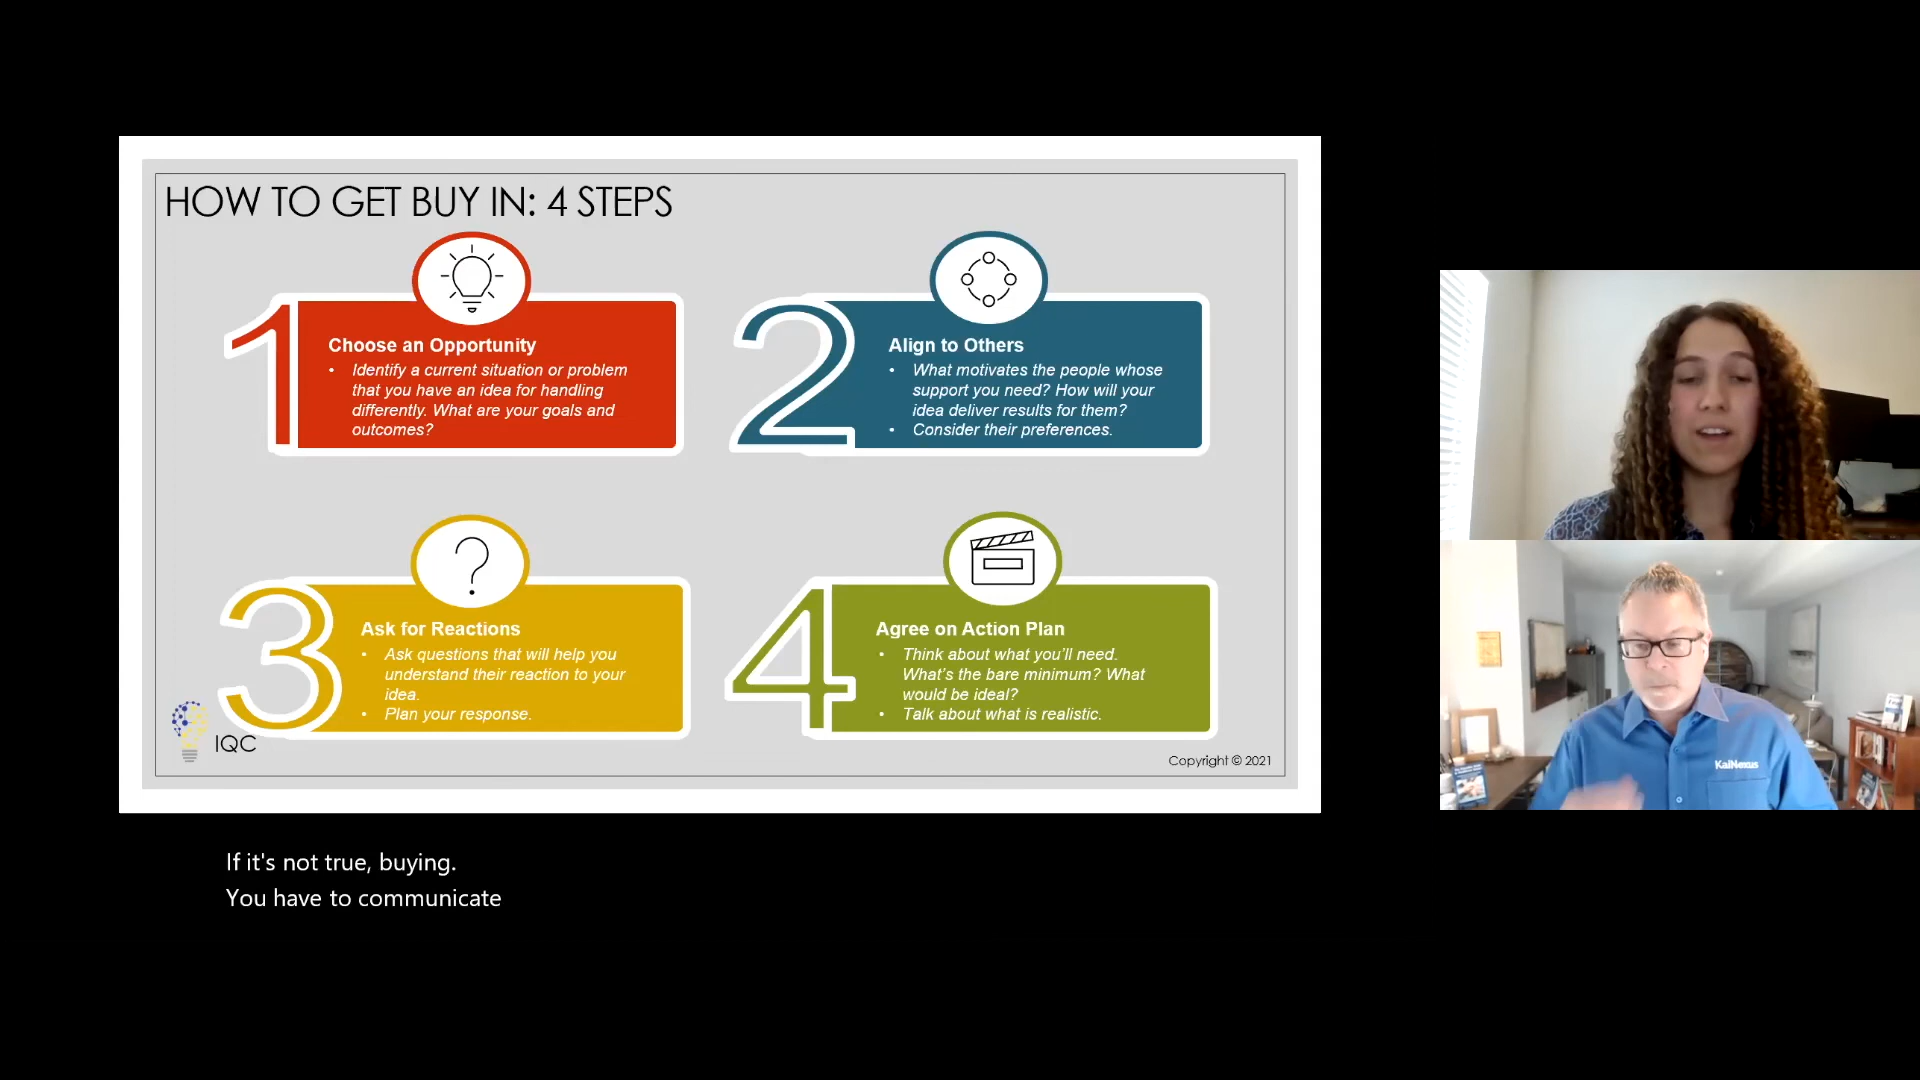 HOW TO GET BUY IN: 4 STEPS
1
Choose an Opportunity
• Identify a current situation or problem
that you have an idea for handling
differently. What are your goals and
outcomes?
2
Align to Others
• What motivates the people whose
support you need? How will your
idea deliver results for them?
• Consider their preferences.
3
Ask for Reactions
• Ask questions that will help you
understand their reaction to your
idea.
• Plan your response.
4
Agree on Action Plan
• Think about what you'll need.
What's the bare minimum? What
would be ideal?
• Talk about what is realistic.
IQC
Copyright © 2021
KaiNexus
If it's not true, buying.
You have to communicate